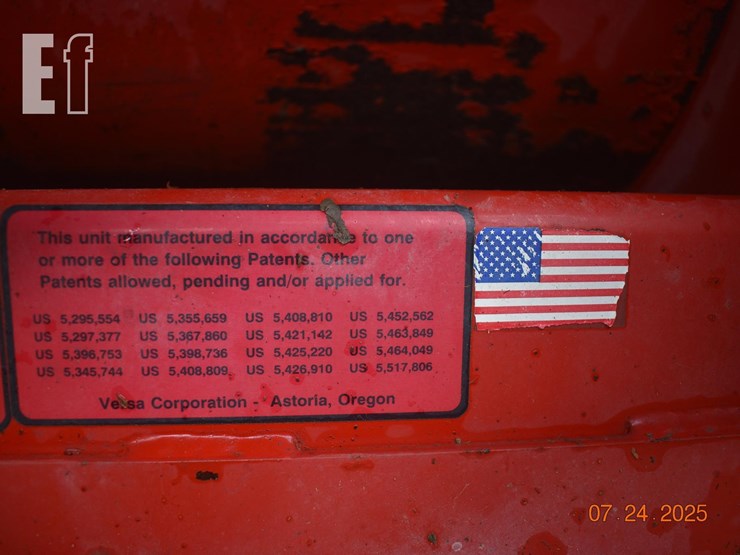 Ef
This unit manufactured in accordance to one
or more of the following Patents. Other
Patents allowed, pending and/or applied for.
US 5,295,554 US 5,355,659 US 5,408,810 US 5,452,562
US 5,297,377 US 5,367,860 US 5,421,142 US 5,463,849
US 5,396,753 US 5,398,736 US 5,425,220 US 5,464,049
US 5,345,744 US 5,408,809, US 5,426,910 US 5,517,806
Versa Corporation - Astoria, Oregon
07 24 2025